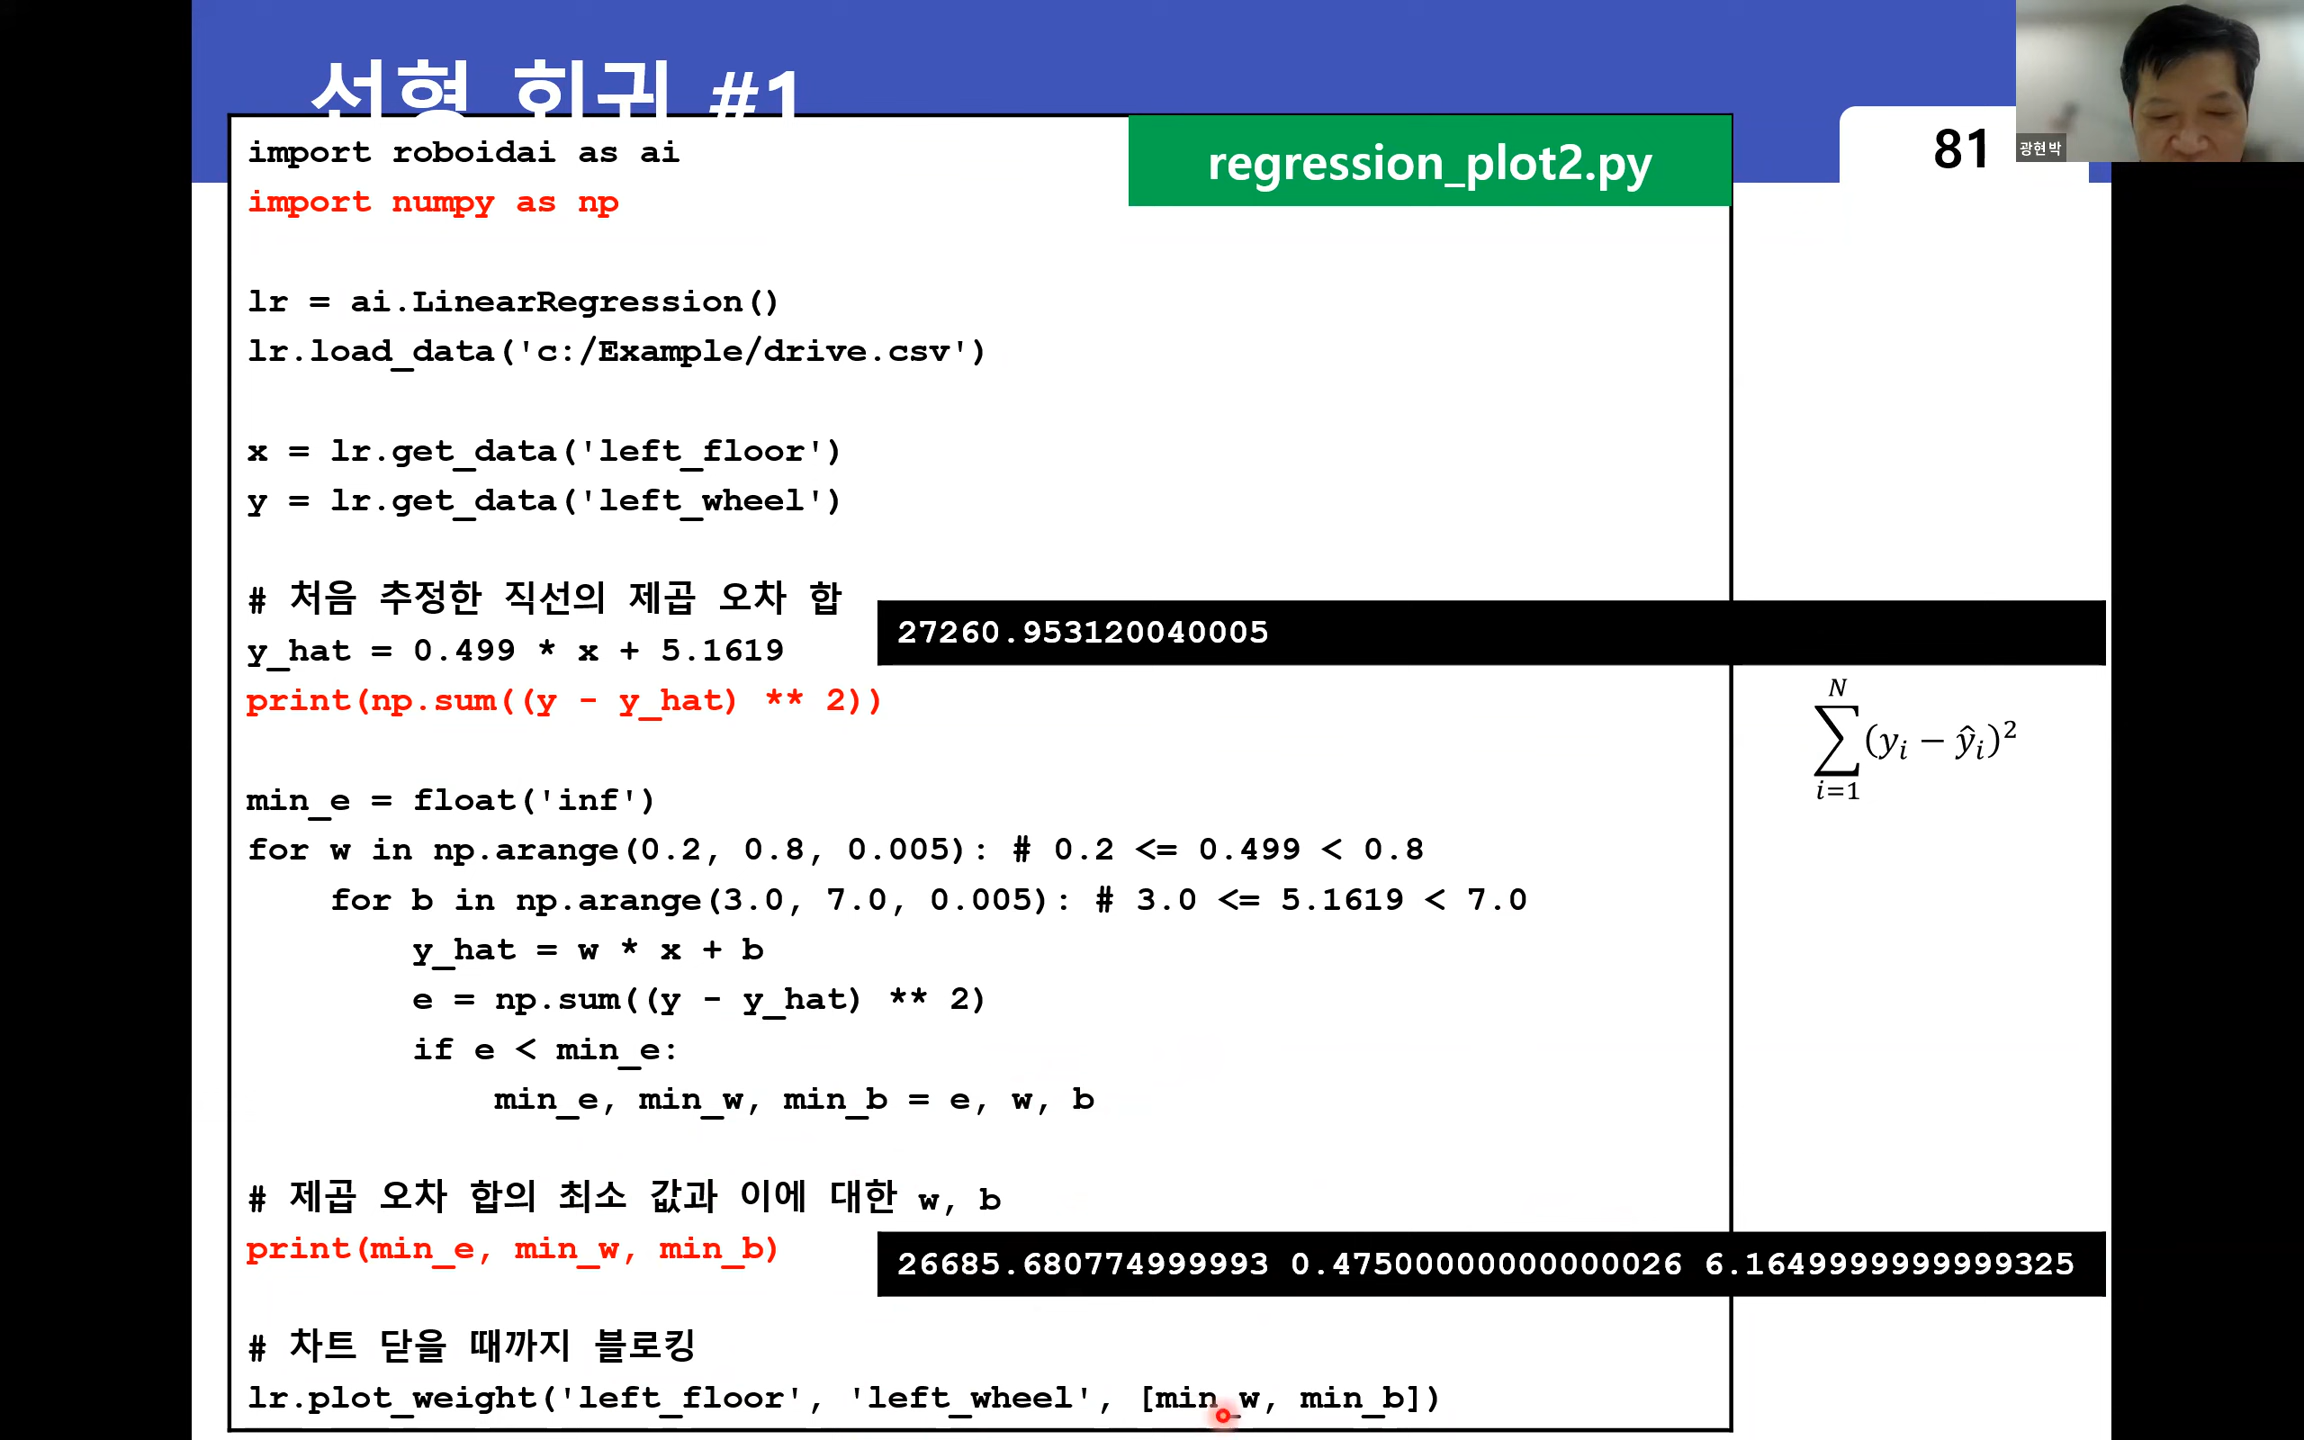 선형 회귀 #1
81
광현박
regression_plot2.py
import roboidai as ai
import numpy as np
lr = ai.LinearRegression()
lr.load_data('c:/Example/drive.csv')
x = lr.get_data('left_floor')
y = lr.get_data('left_wheel')
# 처음 추정한 직선의 제곱 오차 합
y_hat = 0.499 * x + 5.1619
print(np.sum((y - y_hat) ** 2))
27260.953120040005
N
∑(yᵢ − ŷᵢ)²
i=1
min_e = float('inf')
for w in np.arange(0.2, 0.8, 0.005): # 0.2 <= 0.499 < 0.8
    for b in np.arange(3.0, 7.0, 0.005): # 3.0 <= 5.1619 < 7.0
        y_hat = w * x + b
        e = np.sum((y - y_hat) ** 2)
        if e < min_e:
            min_e, min_w, min_b = e, w, b
# 제곱 오차 합의 최소 값과 이에 대한 w, b
print(min_e, min_w, min_b)
26685.680774999993 0.47500000000000026 6.1649999999999325
# 차트 닫을 때까지 블로킹
lr.plot_weight('left_floor', 'left_wheel', [min_w, min_b])